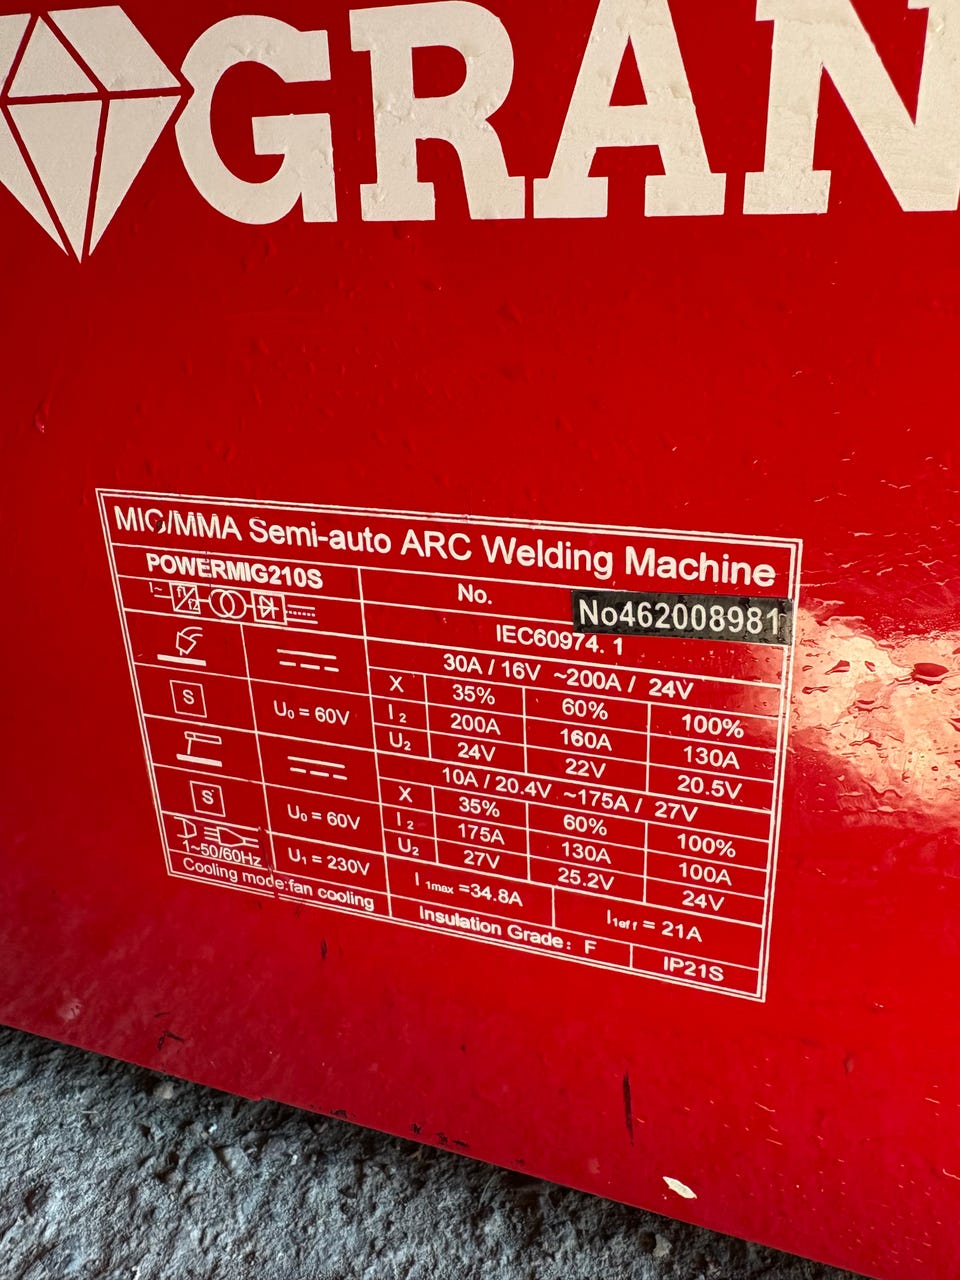 GRAN
MIG/MMA Semi-auto ARC Welding Machine
POWERMIG210S No. No462008981
1~ f1 f2 IEC60974.1
30A / 16V ~200A / 24V
X 35% 60% 100%
S U₀ = 60V I₂ 200A 160A 130A
U₂ 24V 22V 20.5V
10A / 20.4V ~175A / 27V
X 35% 60% 100%
S U₀ = 60V I₂ 175A 130A 100A
U₂ 27V 25.2V 24V
1~50/60Hz U₁ = 230V I₁max =34.8A I₁eff = 21A
Cooling mode:fan cooling Insulation Grade: F IP21S